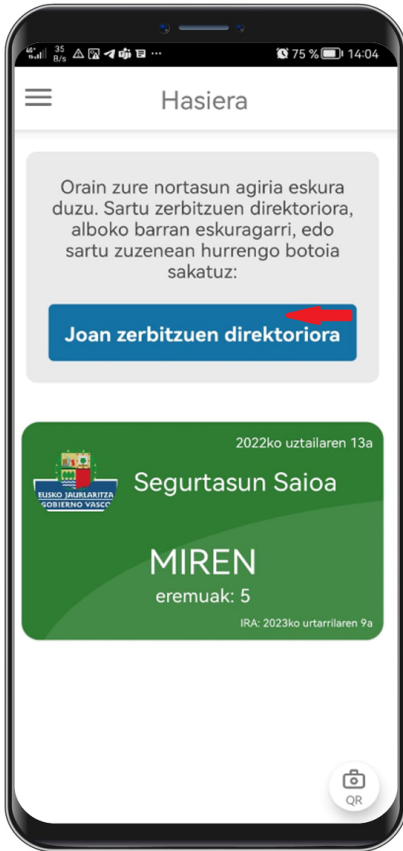 35
B/s
75 % 14:04
Hasiera
Orain zure nortasun agiria eskura
duzu. Sartu zerbitzuen direktoriora,
alboko barran eskuragarri, edo
sartu zuzenean hurrengo botoia
sakatuz:
Joan zerbitzuen direktoriora
2022ko uztailaren 13a
EUSKO JAURLARITZA
GOBIERNO VASCO
Segurtasun Saioa
MIREN
eremuak: 5
IRA: 2023ko urtarrilaren 9a
QR